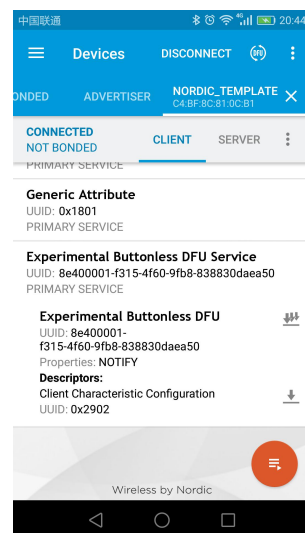 中国联通
4G
20:44
Devices
DISCONNECT
DFU
ONDED
ADVERTISER
NORDIC_TEMPLATE
C4:BF:8C:81:0C:B1
CONNECTED
NOT BONDED
CLIENT
SERVER
PRIMARY SERVICE
Generic Attribute
UUID: 0x1801
PRIMARY SERVICE
Experimental Buttonless DFU Service
UUID: 8e400001-f315-4f60-9fb8-838830daea50
PRIMARY SERVICE
Experimental Buttonless DFU
UUID: 8e400001-
f315-4f60-9fb8-838830daea50
Properties: NOTIFY
Descriptors:
Client Characteristic Configuration
UUID: 0x2902
Wireless by Nordic